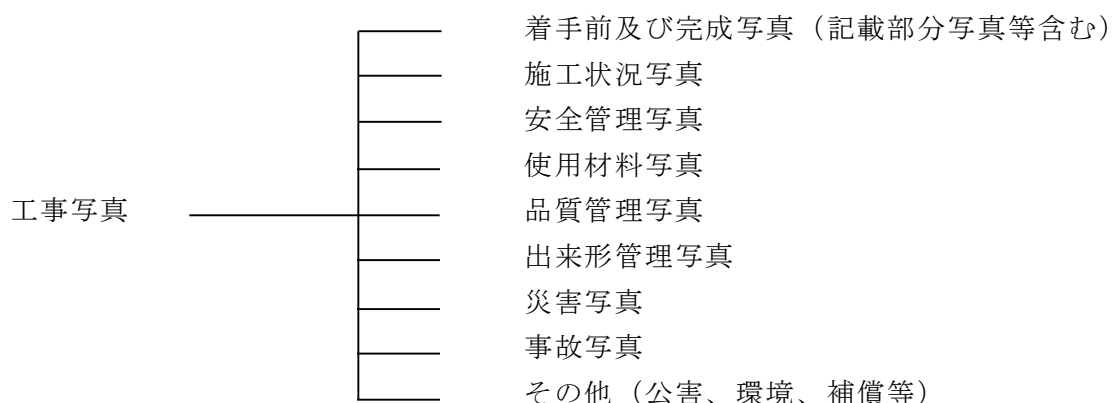 着手前及び完成写真（記載部分写真等含む）
施工状況写真
安全管理写真
使用材料写真
工事写真
品質管理写真
出来形管理写真
災害写真
事故写真
その他（公害、環境、補償等）